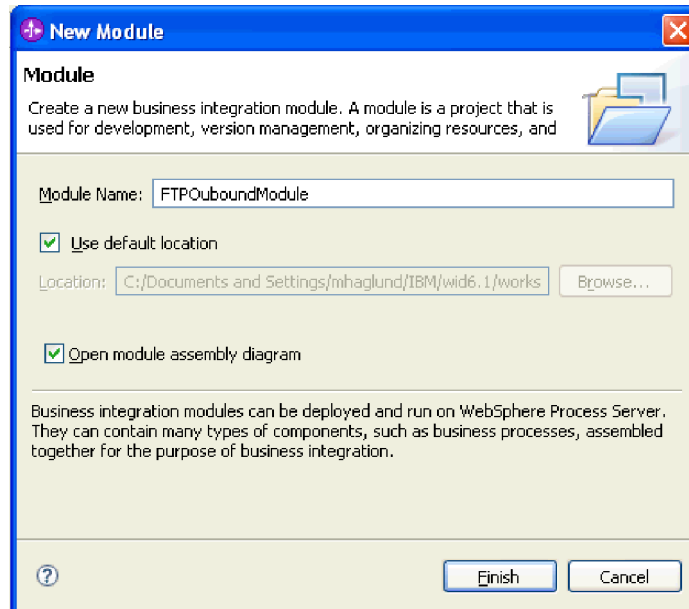 New Module
Module
Create a new business integration module. A module is a project that is
used for development, version management, organizing resources, and
Module Name: FTPOuboundModule
Use default location
Location: C:/Documents and Settings/mhaglund/IBM/wid6.1/works Browse...
Open module assembly diagram
Business integration modules can be deployed and run on WebSphere Process Server.
They can contain many types of components, such as business processes, assembled
together for the purpose of business integration.
? Finish Cancel